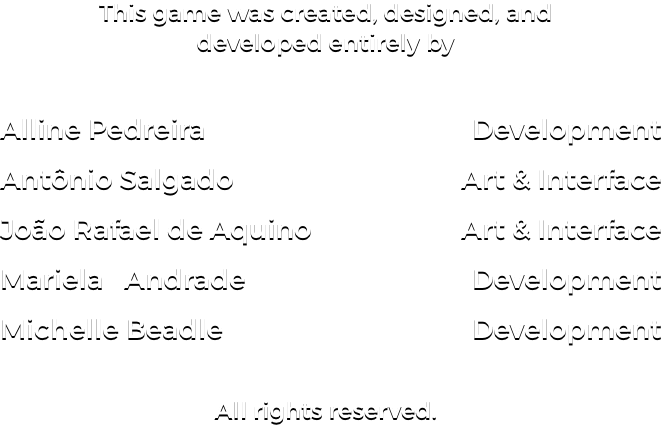 This game was created, designed, and
developed entirely by
Alline Pedreira Development
Antônio Salgado Art & Interface
João Rafael de Aquino Art & Interface
Mariela Andrade Development
Michelle Beadle Development
All rights reserved.